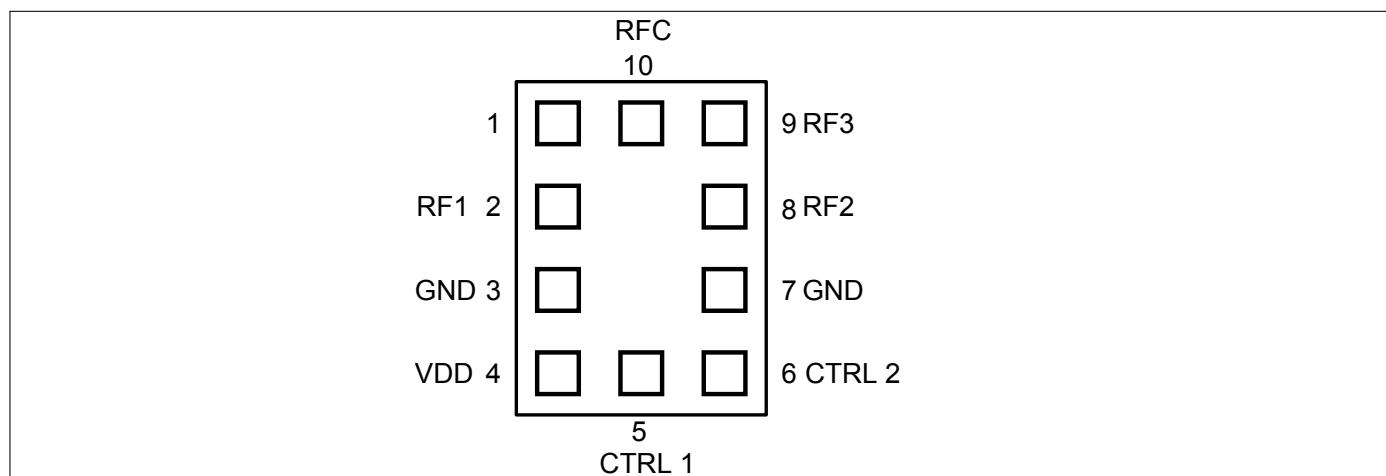 RFC
10
1
9 RF3
RF1 2
8 RF2
GND 3
7 GND
VDD 4
6 CTRL 2
5
CTRL 1